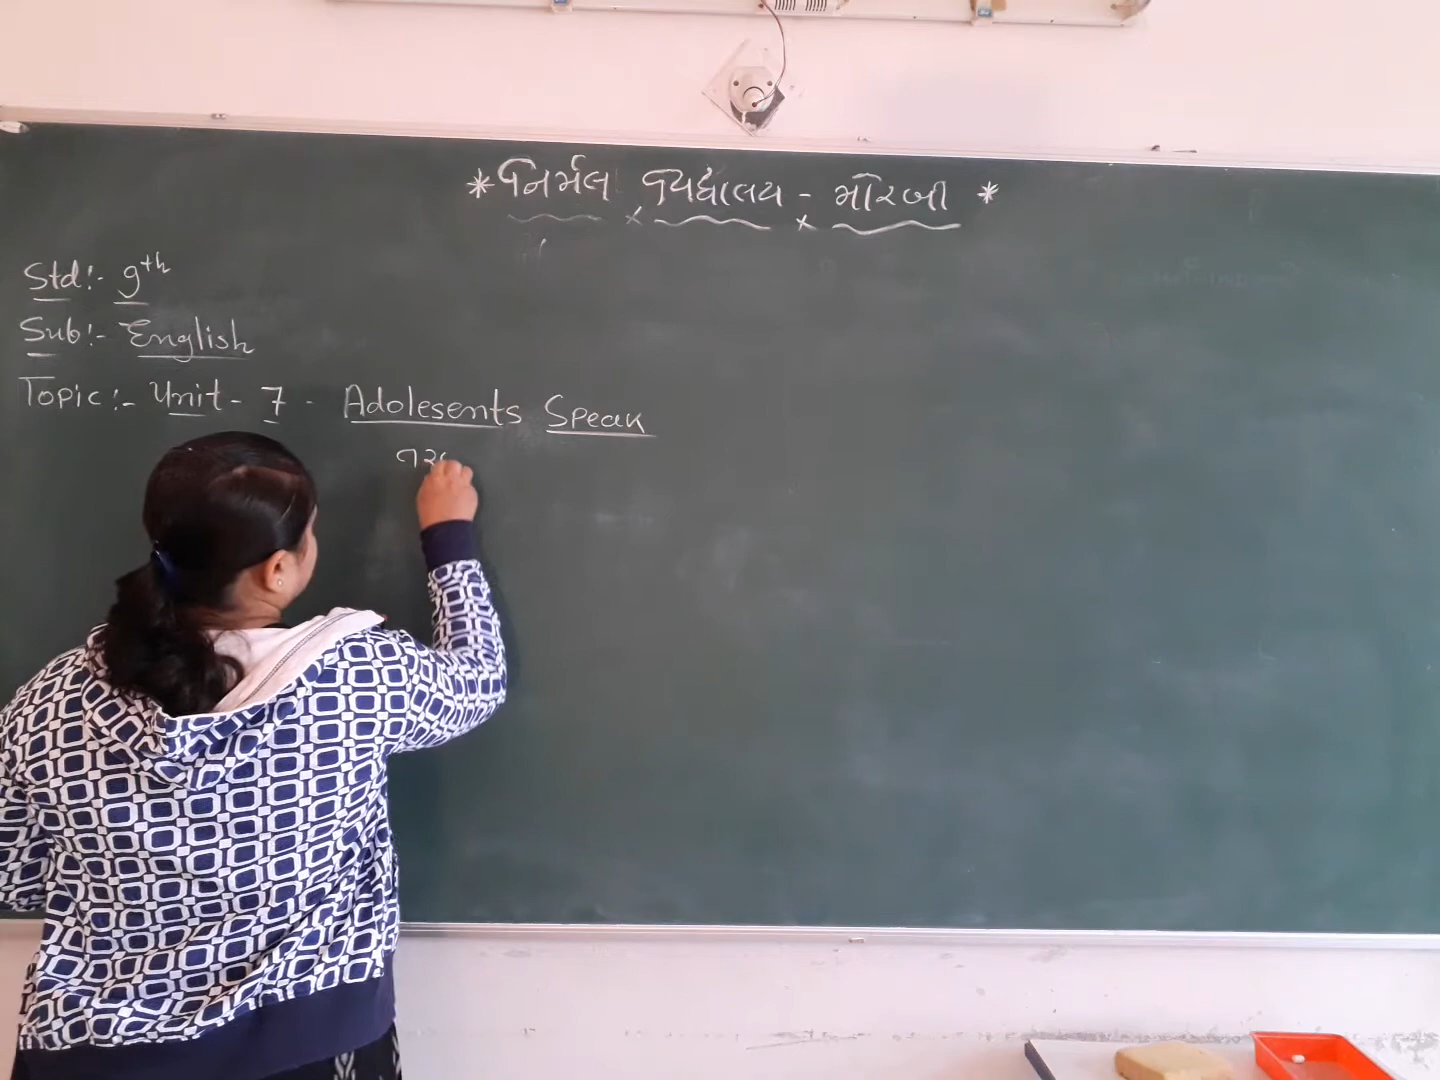 * નિર્મલ વિદ્યાલય - મોરબી *
Std:- 9th
Sub:- English
Topic:- Unit - 7 - Adolesents Speak